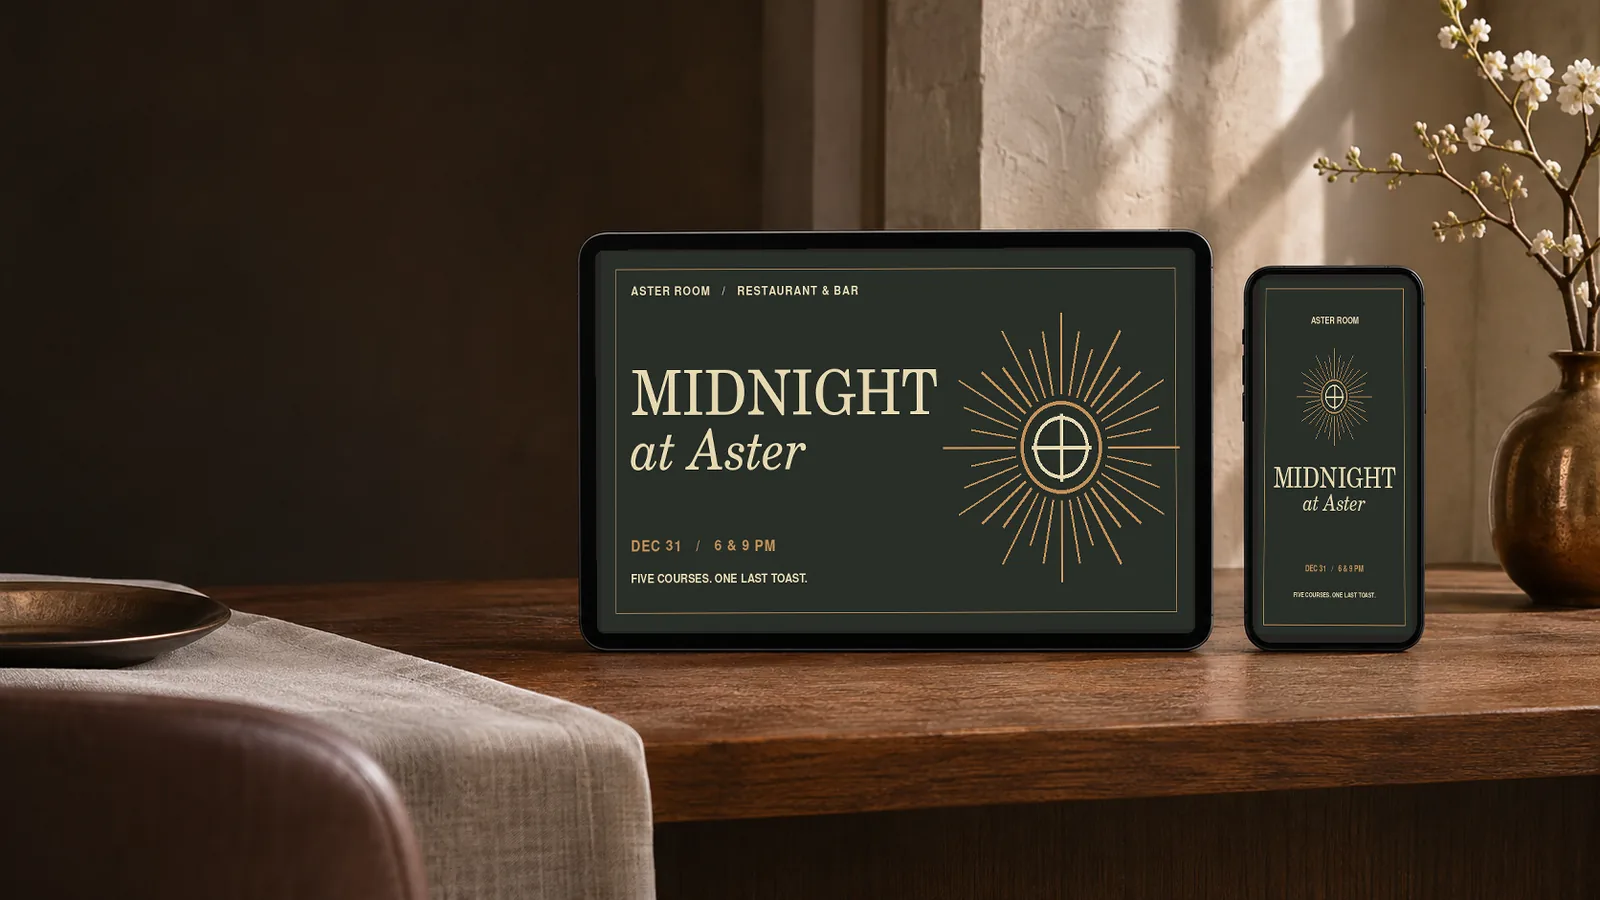 ASTER ROOM / RESTAURANT & BAR
MIDNIGHT
at Aster
DEC 31 / 6 & 9 PM
FIVE COURSES. ONE LAST TOAST.
ASTER ROOM
MIDNIGHT
at Aster
DEC 31 / 6 & 9 PM
FIVE COURSES. ONE LAST TOAST.